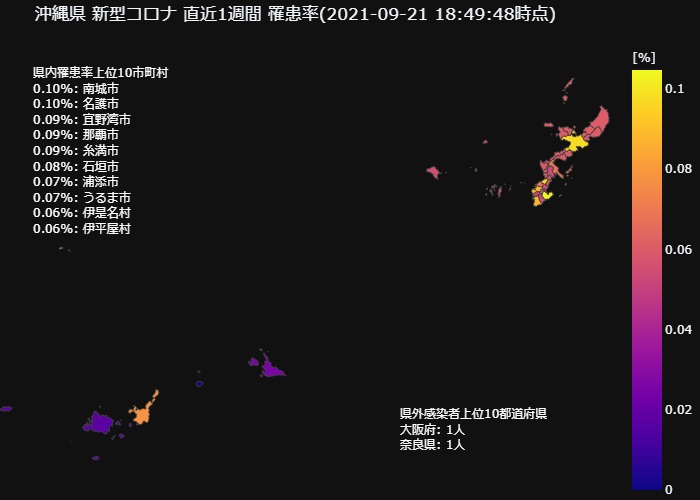 沖縄県 新型コロナ 直近1週間 罹患率(2021-09-21 18:49:48時点)
[%]
県内罹患率上位10市町村
0.10%: 南城市
0.10%: 名護市
0.09%: 宜野湾市
0.09%: 那覇市
0.09%: 糸満市
0.08%: 石垣市
0.07%: 浦添市
0.07%: うるま市
0.06%: 伊是名村
0.06%: 伊平屋村
0.1
0.08
0.06
0.04
0.02
0
県外感染者上位10都道府県
大阪府: 1人
奈良県: 1人